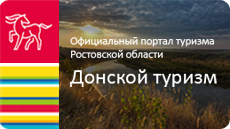 Официальный портал туризма
Ростовской области
Донской туризм